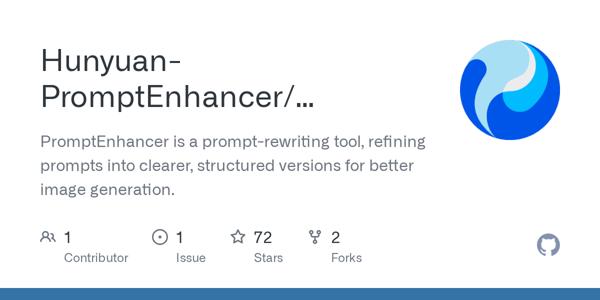 Hunyuan-
PromptEnhancer/...
PromptEnhancer is a prompt-rewriting tool, refining
prompts into clearer, structured versions for better
image generation.
1 1 72 2
Contributor Issue Stars Forks